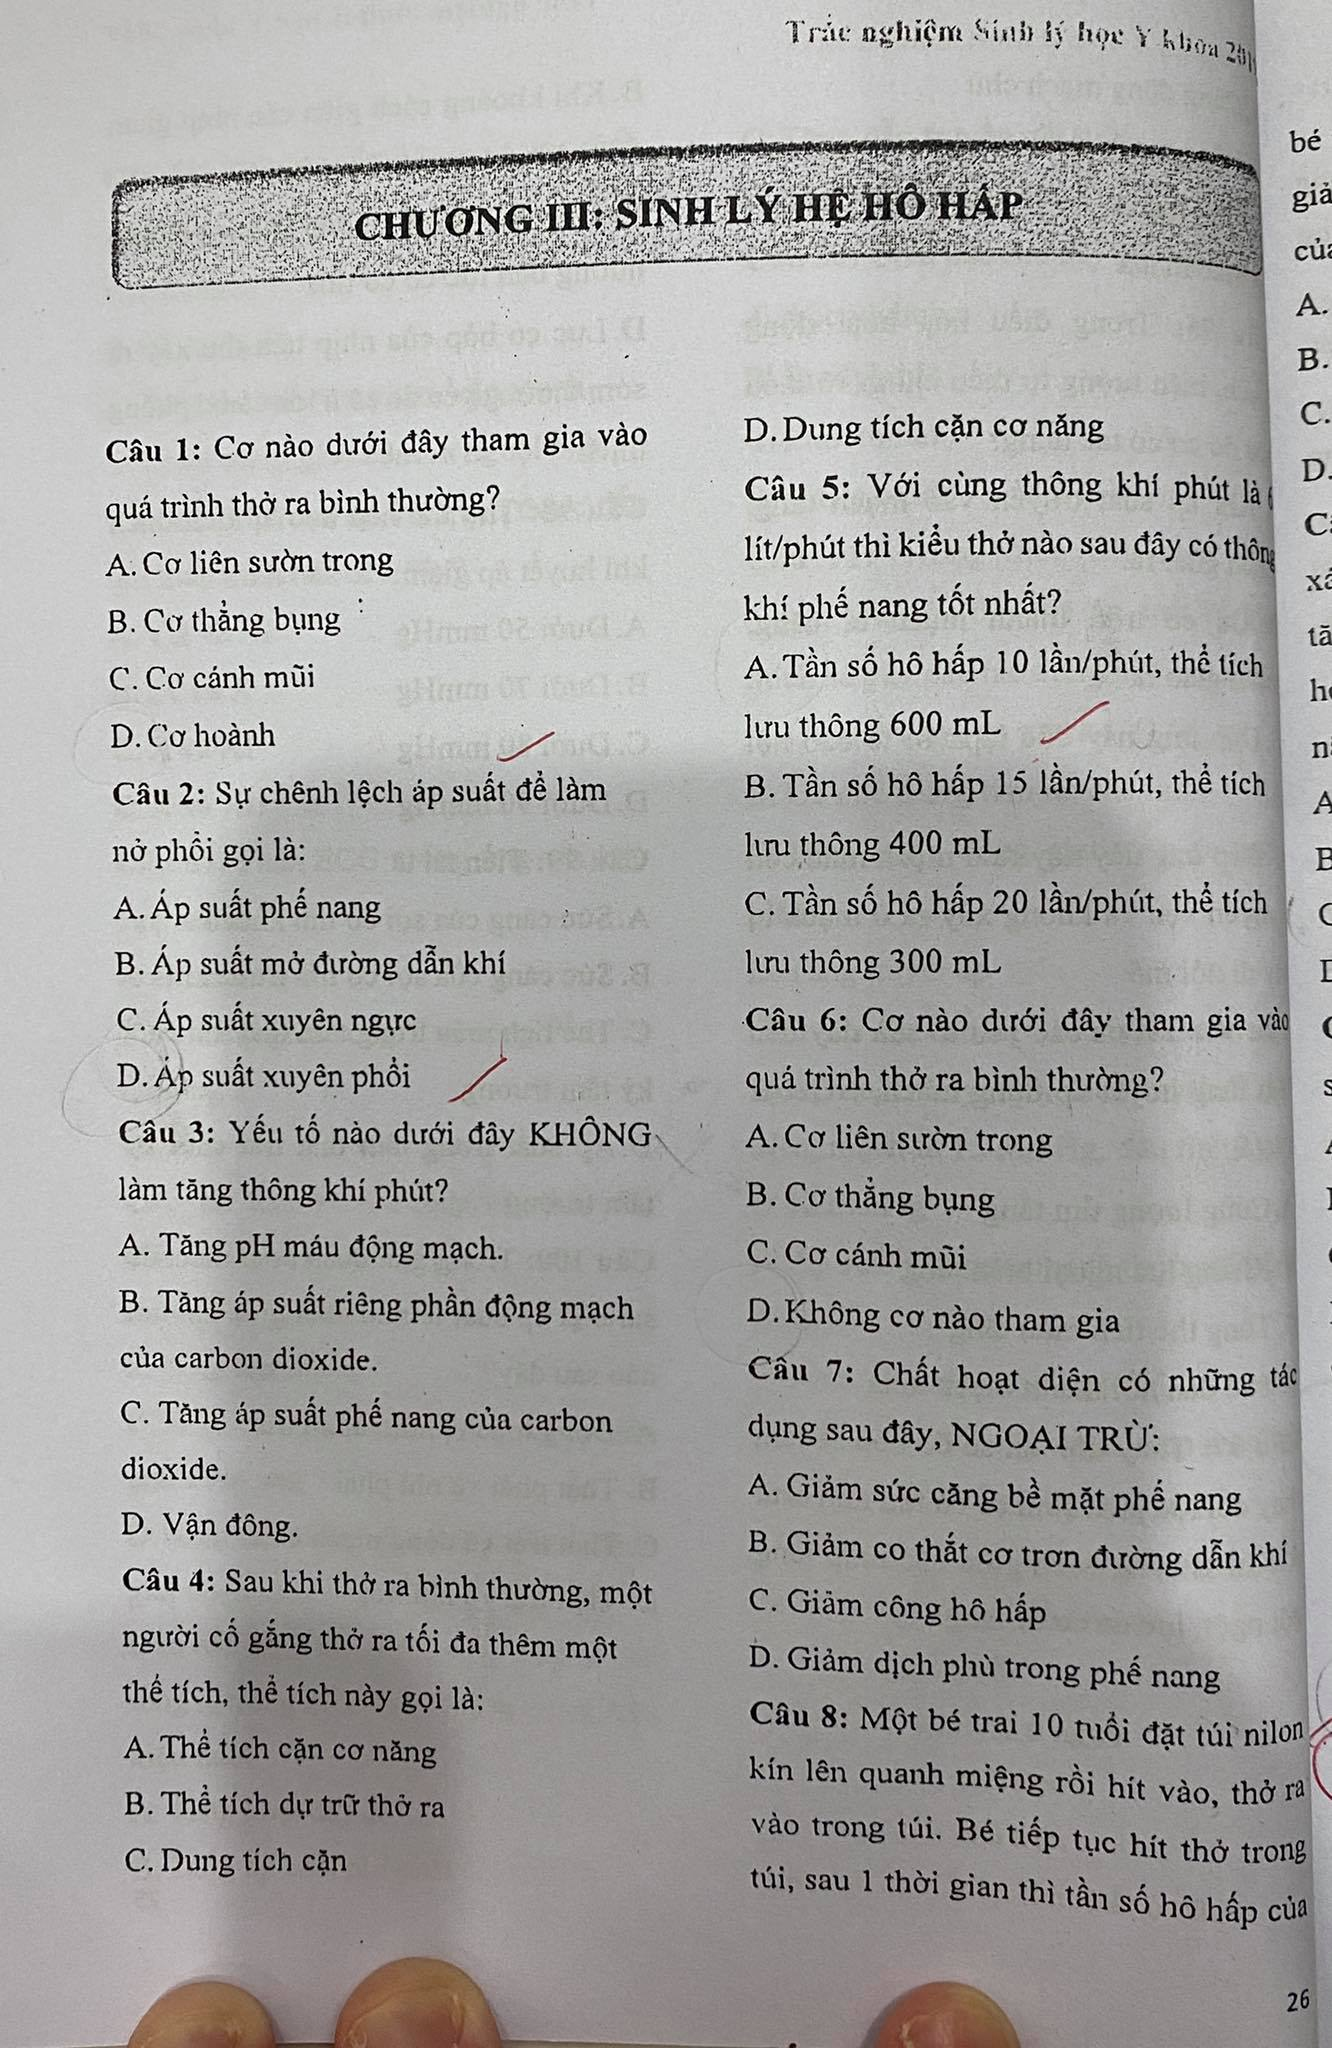 Trắc nghiệm Sinh lý học Y khoa
CHƯƠNG III: SINH LÝ HỆ HÔ HẤP
Câu 1: Cơ nào dưới đây tham gia vào
quá trình thở ra bình thường?
A. Cơ liên sườn trong
B. Cơ thẳng bụng
C. Cơ cánh mũi
D. Cơ hoành
Câu 2: Sự chênh lệch áp suất để làm
nở phổi gọi là:
A. Áp suất phế nang
B. Áp suất mở đường dẫn khí
C. Áp suất xuyên ngực
D. Áp suất xuyên phổi
Câu 3: Yếu tố nào dưới đây KHÔNG
làm tăng thông khí phút?
A. Tăng pH máu động mạch.
B. Tăng áp suất riêng phần động mạch
của carbon dioxide.
C. Tăng áp suất phế nang của carbon
dioxide.
D. Vận đông.
Câu 4: Sau khi thở ra bình thường, một
người cố gắng thở ra tối đa thêm một
thể tích, thể tích này gọi là:
A. Thể tích cặn cơ năng
B. Thể tích dự trữ thở ra
C. Dung tích cặn
D. Dung tích cặn cơ năng
Câu 5: Với cùng thông khí phút là
lít/phút thì kiểu thở nào sau đây có thông
khí phế nang tốt nhất?
A. Tần số hô hấp 10 lần/phút, thể tích
lưu thông 600 mL
B. Tần số hô hấp 15 lần/phút, thể tích
lưu thông 400 mL
C. Tần số hô hấp 20 lần/phút, thể tích
lưu thông 300 mL
Câu 6: Cơ nào dưới đây tham gia vào
quá trình thở ra bình thường?
A. Cơ liên sườn trong
B. Cơ thẳng bụng
C. Cơ cánh mũi
D. Không cơ nào tham gia
Câu 7: Chất hoạt diện có những tác
dụng sau đây, NGOẠI TRỪ:
A. Giảm sức căng bề mặt phế nang
B. Giảm co thắt cơ trơn đường dẫn khí
C. Giảm công hô hấp
D. Giảm dịch phù trong phế nang
Câu 8: Một bé trai 10 tuổi đặt túi nilon
kín lên quanh miệng rồi hít vào, thở ra
vào trong túi. Bé tiếp tục hít thở trong
túi, sau 1 thời gian thì tần số hô hấp của
26
bé
A.
B.
C.
D.